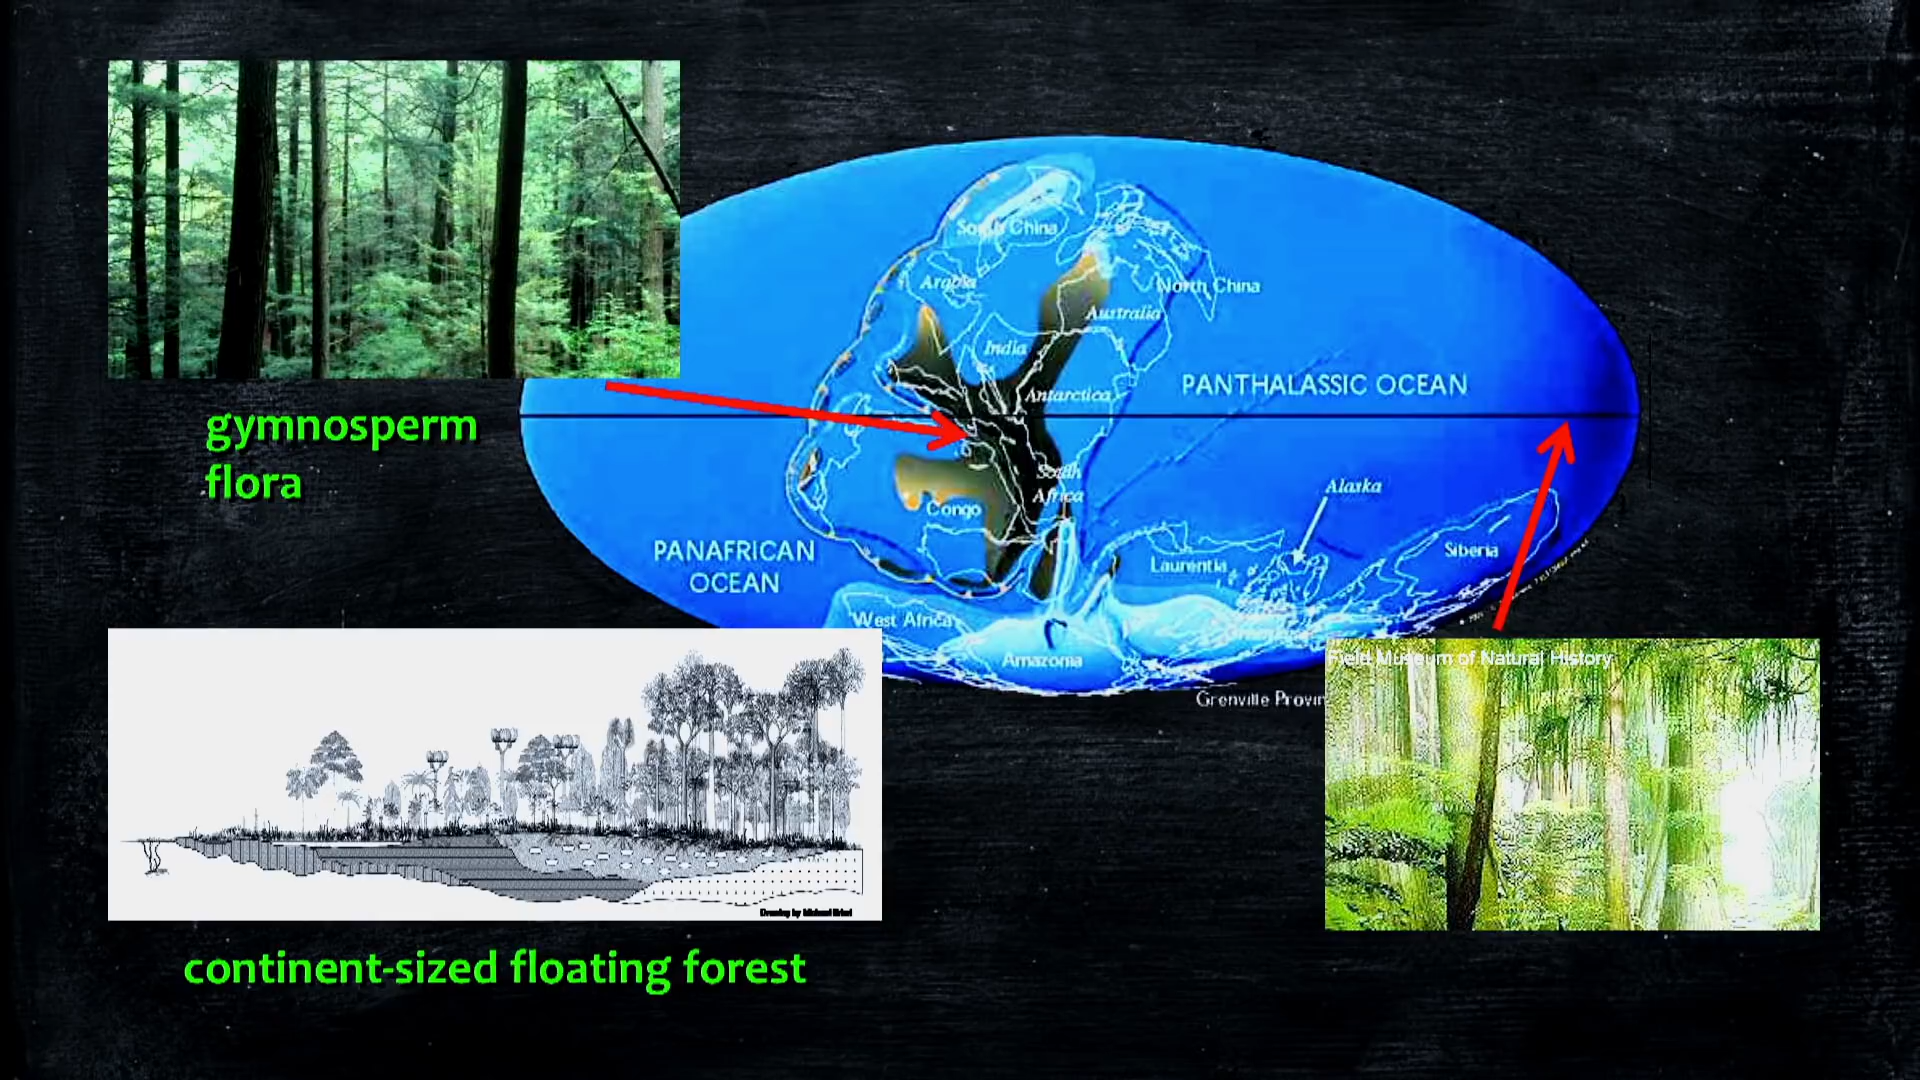 South China
Arabia
North China
Australia
India
PANTHALASSIC OCEAN
Antarctica
gymnosperm
flora
South
Africa
Alaska
Congo
PANAFRICAN
OCEAN
Siberia
Laurentia
West Africa
Amazonia
Field Museum of Natural History
Grenville Provin
continent-sized floating forest